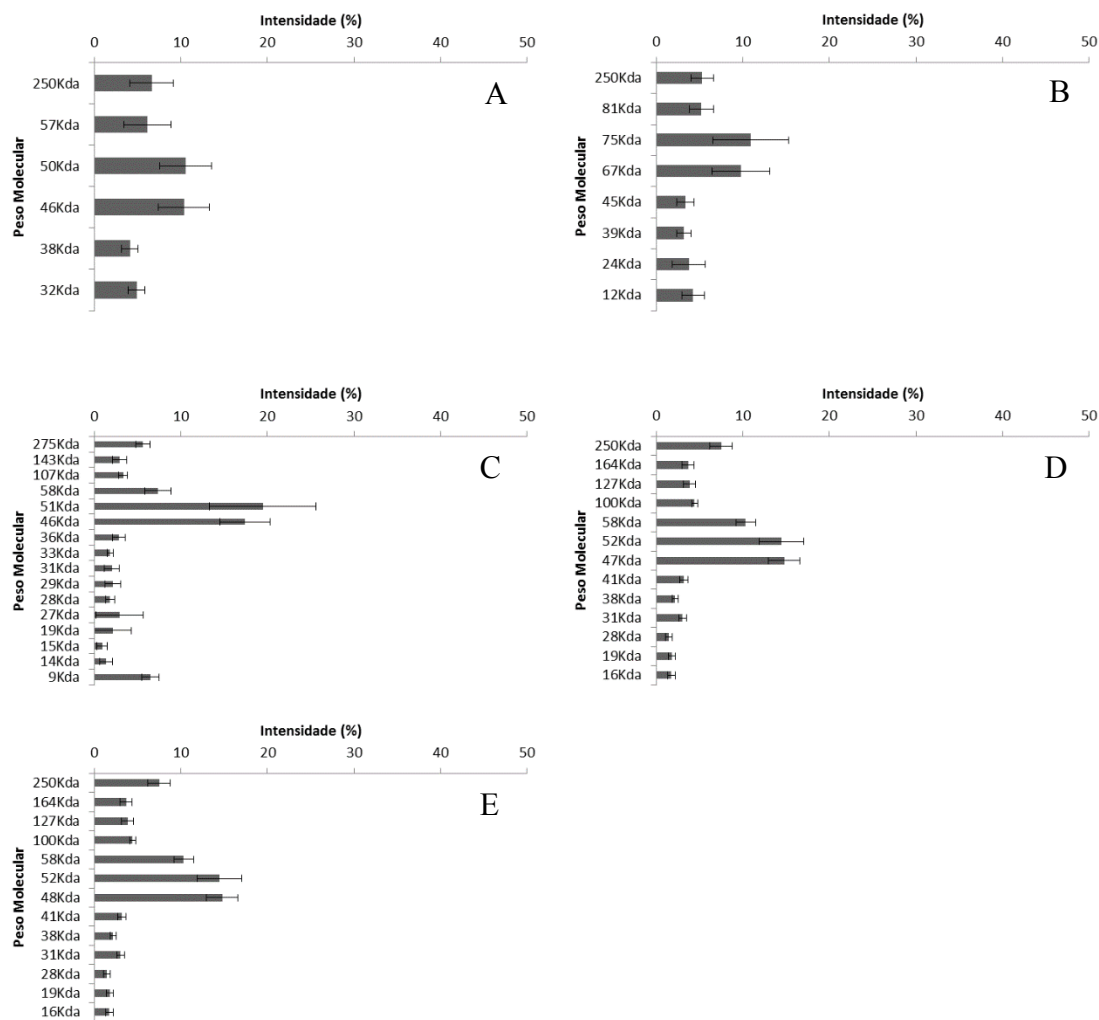 Intensidade (%)
0 10 20 30 40 50
Peso Molecular
250Kda
57Kda
50Kda
46Kda
38Kda
32Kda
A
Intensidade (%)
0 10 20 30 40 50
Peso Molecular
250Kda
81Kda
75Kda
67Kda
45Kda
39Kda
24Kda
12Kda
B
Intensidade (%)
0 10 20 30 40 50
Peso Molecular
275Kda
143Kda
107Kda
58Kda
51Kda
46Kda
36Kda
33Kda
31Kda
29Kda
28Kda
27Kda
19Kda
15Kda
14Kda
9Kda
C
Intensidade (%)
0 10 20 30 40 50
Peso Molecular
250Kda
164Kda
127Kda
100Kda
58Kda
52Kda
47Kda
41Kda
38Kda
31Kda
28Kda
19Kda
16Kda
D
Intensidade (%)
0 10 20 30 40 50
Peso Molecular
250Kda
164Kda
127Kda
100Kda
58Kda
52Kda
48Kda
41Kda
38Kda
31Kda
28Kda
19Kda
16Kda
E